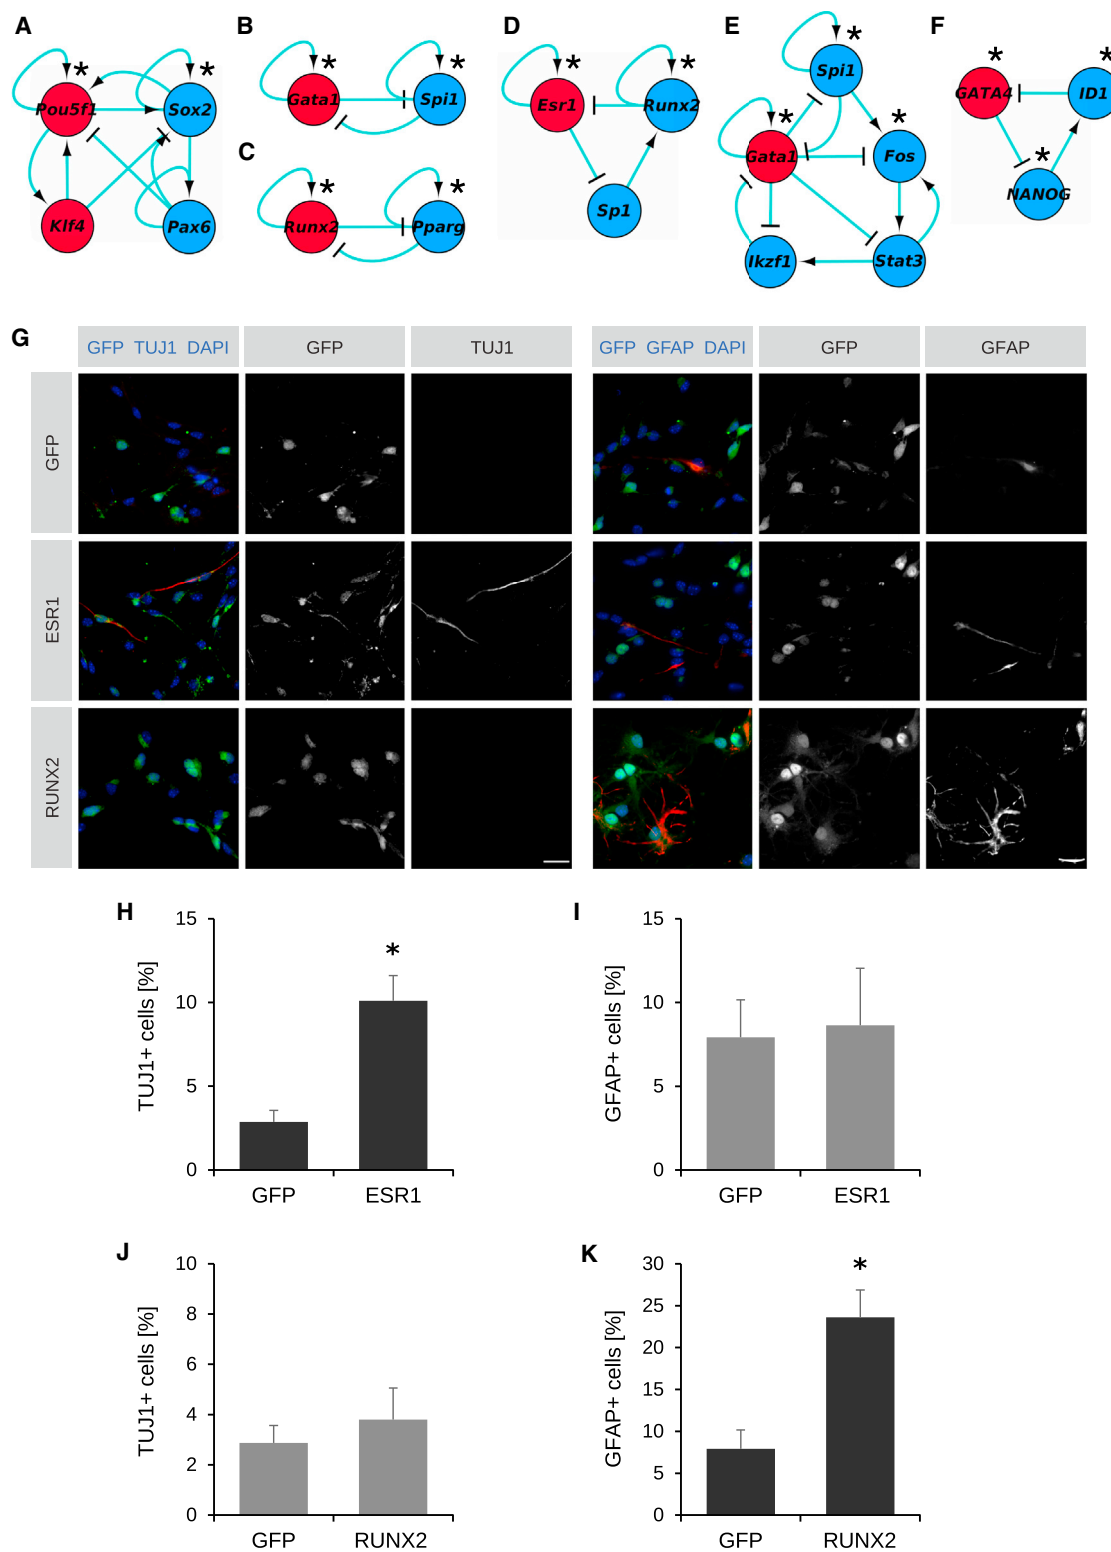 A
B
C
D
E
F
*
*
Pou5f1
Sox2
Klf4
Pax6
*
*
Gata1
Spi1
*
*
Runx2
Pparg
*
*
Esr1
Runx2
Sp1
*
Spi1
*
*
Gata1
Fos
Ikzf1
Stat3
*
*
GATA4
ID1
*
NANOG
G
GFP TUJ1 DAPI
GFP
TUJ1
GFP GFAP DAPI
GFP
GFAP
GFP
ESR1
RUNX2
H
TUJ1+ cells [%]
15
10
5
0
*
GFP
ESR1
I
GFAP+ cells [%]
15
10
5
0
GFP
ESR1
J
TUJ1+ cells [%]
10
8
6
4
2
0
GFP
RUNX2
K
GFAP+ cells [%]
30
25
20
15
10
5
0
*
GFP
RUNX2